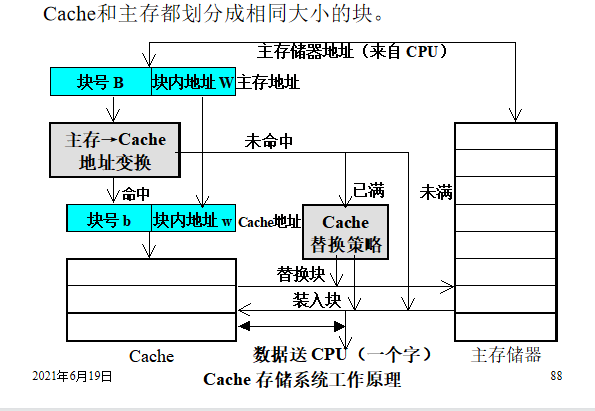 Cache和主存都划分成相同大小的块。
主存储器地址（来自 CPU）
块号 B 块内地址 W 主存地址
主存→Cache
地址变换
未命中
命中
已满
未满
块号 b 块内地址 w Cache地址
Cache
替换策略
替换块
装入块
Cache
数据送 CPU（一个字）
主存储器
2021年6月19日
Cache 存储系统工作原理
88